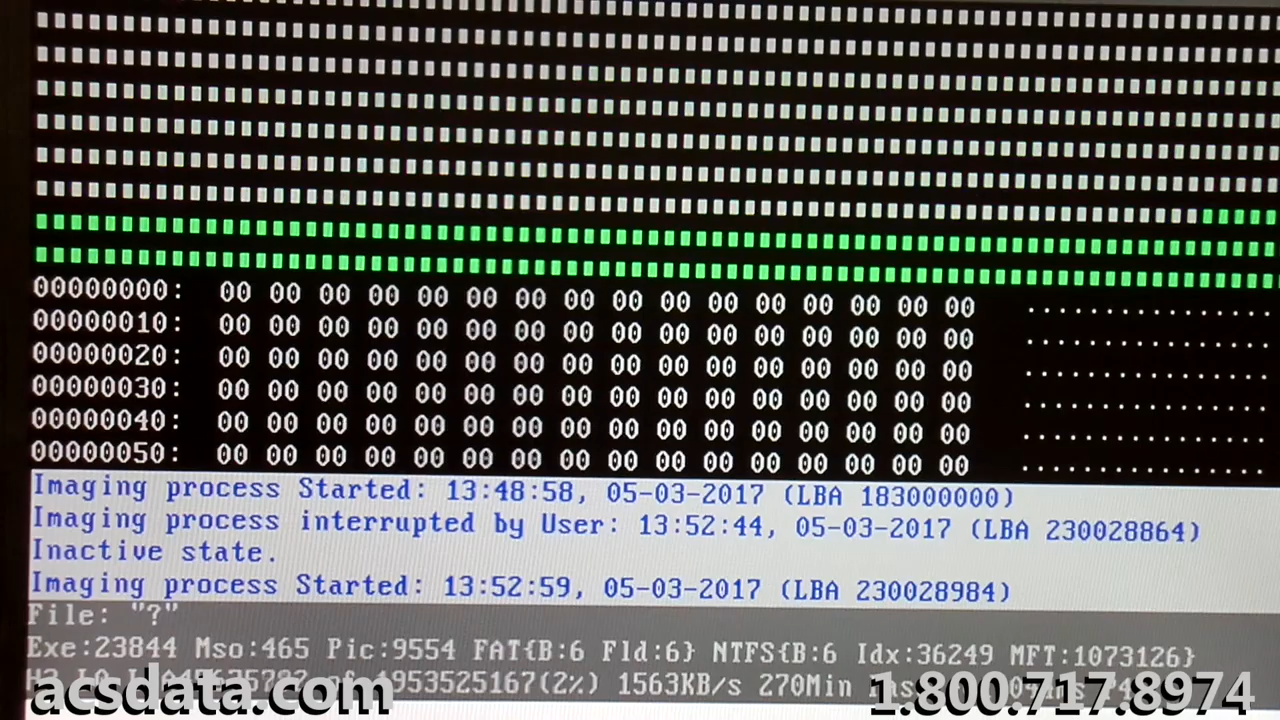 00000000: 00 00 00 00 00 00 00 00 00 00 00 00 00 00 00 00 ................
00000010: 00 00 00 00 00 00 00 00 00 00 00 00 00 00 00 00 ................
00000020: 00 00 00 00 00 00 00 00 00 00 00 00 00 00 00 00 ................
00000030: 00 00 00 00 00 00 00 00 00 00 00 00 00 00 00 00 ................
00000040: 00 00 00 00 00 00 00 00 00 00 00 00 00 00 00 00 ................
00000050: 00 00 00 00 00 00 00 00 00 00 00 00 00 00 00 00 ................
Imaging process Started: 13:48:58, 05-03-2017 (LBA 183000000)
Imaging process interrupted by User: 13:52:44, 05-03-2017 (LBA 230028864)
Inactive state.
Imaging process Started: 13:52:59, 05-03-2017 (LBA 230028984)
File: "?"
Exe:23844 Mso:465 Pic:9554 FAT{B:6 Fld:6} NTFS{B:6 Idx:36249 MFT:1073126}
1953525167(2%) 1563KB/s 270Min
acsdata.com 1.800.717.8974